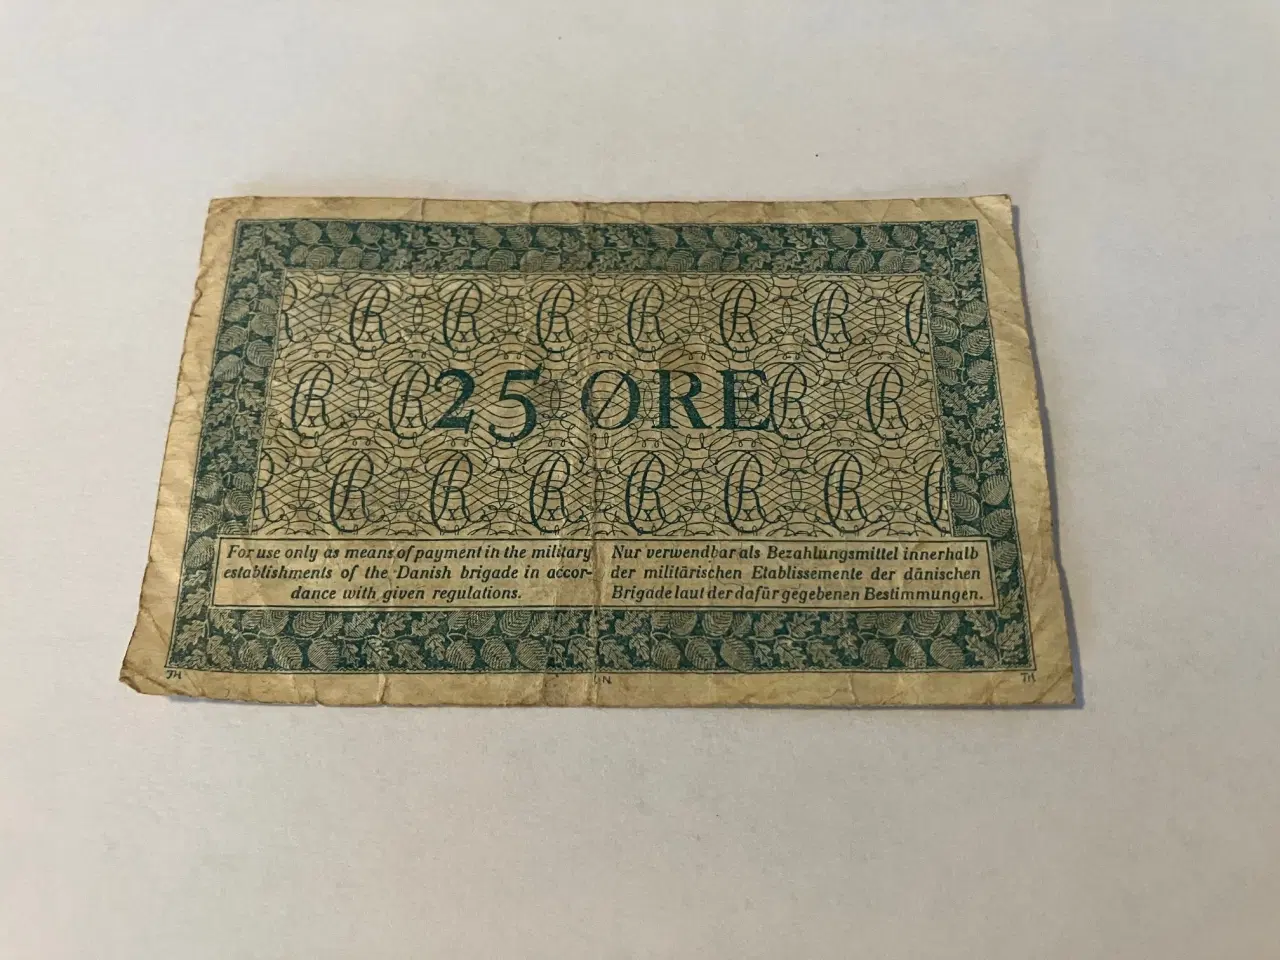 25 ØRE
For use only as means of payment in the military
establishments of the Danish brigade in accor-
dance with given regulations.
Nur verwendbar als Bezahlungsmittel innerhalb
der militärischen Etablissemente der dänischen
Brigade laut der dafür gegebenen Bestimmungen.
TH
N
TH